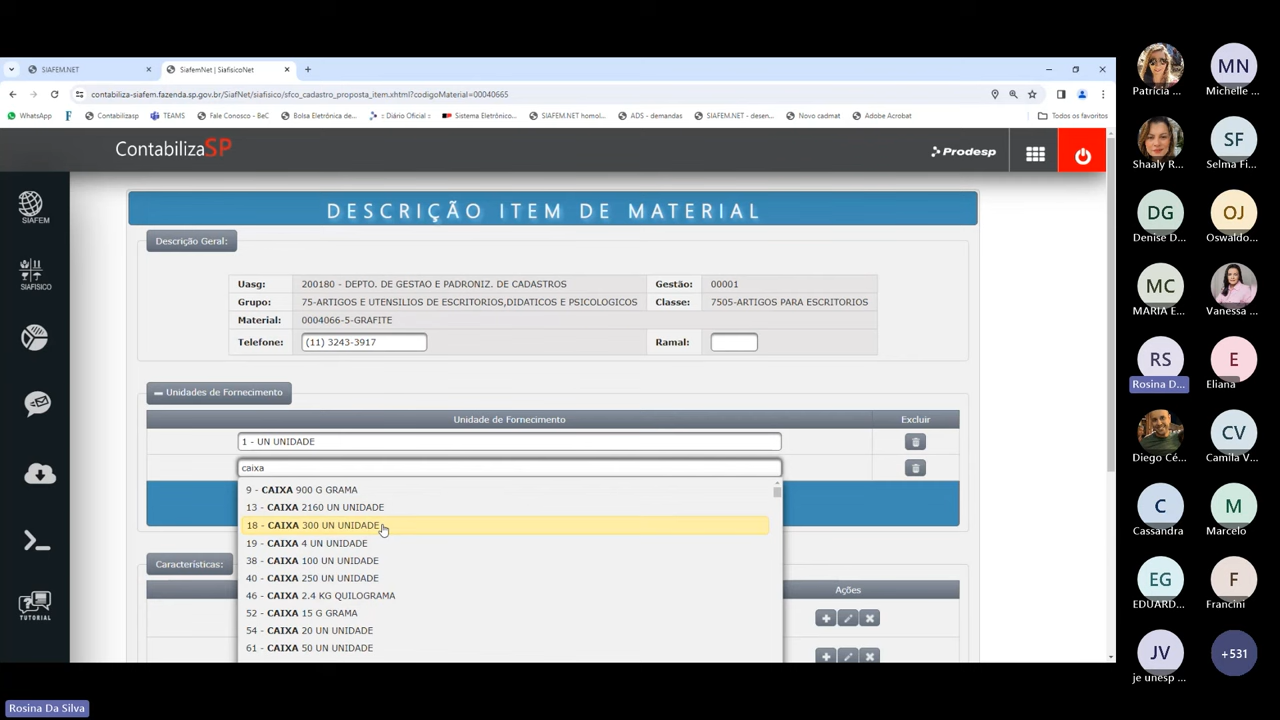 SIAFEM.NET
SiafemNet | SiafisicoNet
contabiliza-siafem.fazenda.sp.gov.br/SiafNet/siafisico/sfco_cadastro_proposta_item.xhtml?codigoMaterial=00040665
WhatsApp
Contabilizasp
TEAMS
Fale Conosco - BeC
Bolsa Eletrônica de...
:: Diário Oficial ::
Sistema Eletrônic...
SIAFEM.NET homol...
ADS - demandas
SIAFEM.NET - desen...
Novo cadmat
Adobe Acrobat
Todos os favoritos
ContabilizaSP
Prodesp
SIAFEM
SIAFISICO
TUTORIAL
DESCRIÇÃO ITEM DE MATERIAL
Descrição Geral:
Uasg: 200180 - DEPTO. DE GESTAO E PADRONIZ. DE CADASTROS Gestão: 00001
Grupo: 75-ARTIGOS E UTENSILIOS DE ESCRITORIOS,DIDATICOS E PSICOLOGICOS Classe: 7505-ARTIGOS PARA ESCRITORIOS
Material: 0004066-5-GRAFITE
Telefone: (11) 3243-3917 Ramal:
Unidades de Fornecimento
Unidade de Fornecimento Excluir
1 - UN UNIDADE
caixa
9 - CAIXA 900 G GRAMA
13 - CAIXA 2160 UN UNIDADE
18 - CAIXA 300 UN UNIDADE
19 - CAIXA 4 UN UNIDADE
38 - CAIXA 100 UN UNIDADE
40 - CAIXA 250 UN UNIDADE
46 - CAIXA 2.4 KG QUILOGRAMA
52 - CAIXA 15 G GRAMA
54 - CAIXA 20 UN UNIDADE
61 - CAIXA 50 UN UNIDADE
Características:
Ações
Patricia ...
MN
Michelle ...
Shaaly R...
SF
Selma Fi...
DG
Denise D...
OJ
Oswaldo...
MC
MARIA E...
Vanessa ...
RS
Rosina D...
E
Eliana
Diego Cé...
CV
Camila V...
C
Cassandra
M
Marcelo
EG
EDUARD...
F
Francini
JV
je unesp ...
+531
Rosina Da Silva